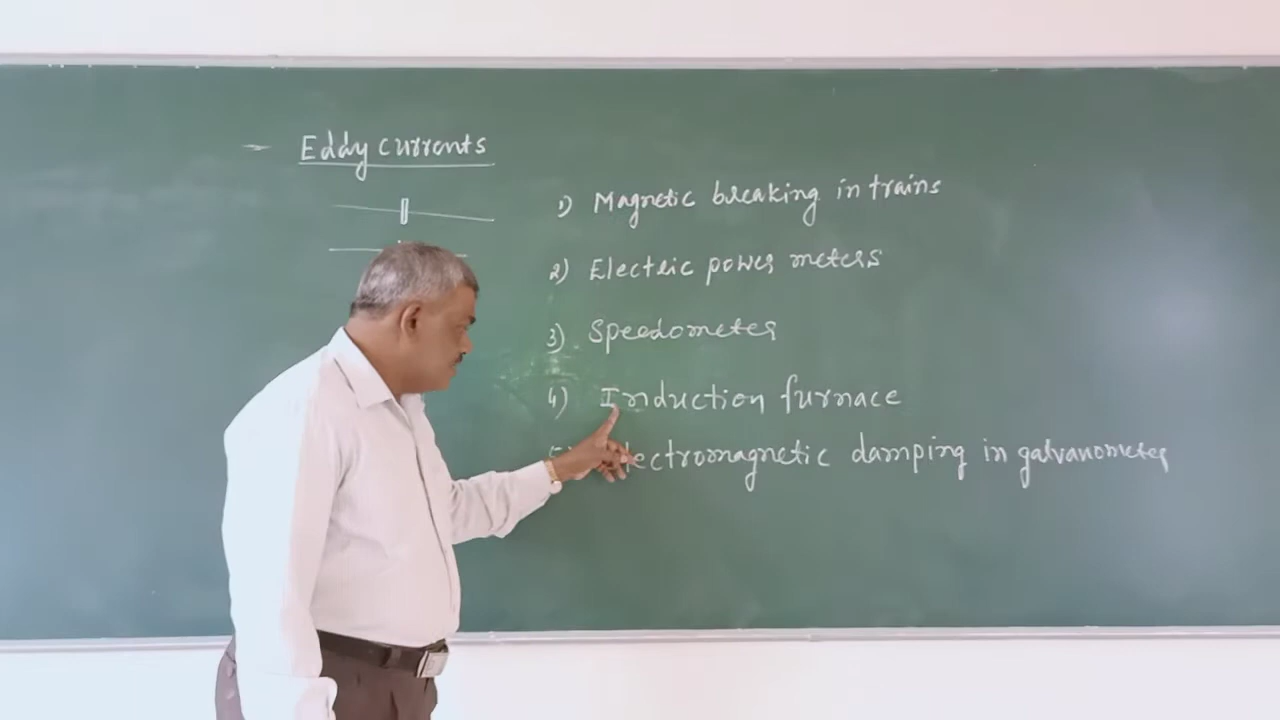 - Eddy currents
1) Magnetic breaking in trains
2) Electric power meters
3) Speedometer
4) Induction furnace
5) lectromagnetic damping in galvanometer